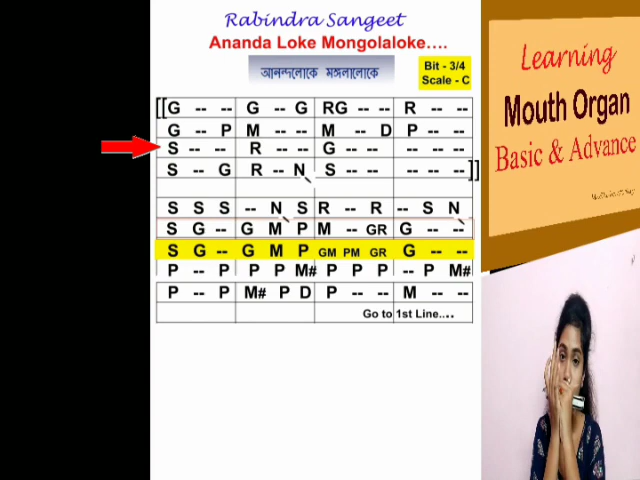 Rabindra Sangeet
Ananda Loke Mongolaloke....
আনন্দলোকে মঙ্গলালোকে
Bit - 3/4
Scale - C
[[G -- -- G -- G RG -- -- R -- --
G -- P M -- -- M -- D P -- --
S -- -- R -- -- G -- -- -- -- --
S -- G R -- N S -- -- -- -- --]]
S S S -- N S R -- R -- S N
S G -- G M P M -- GR G -- --
S G -- G M P GM PM GR G -- --
P -- P P P M# P P P -- P M#
P -- P M# P D P -- -- M -- --
Go to 1st Line....
Learning
Mouth Organ
Basic & Advance